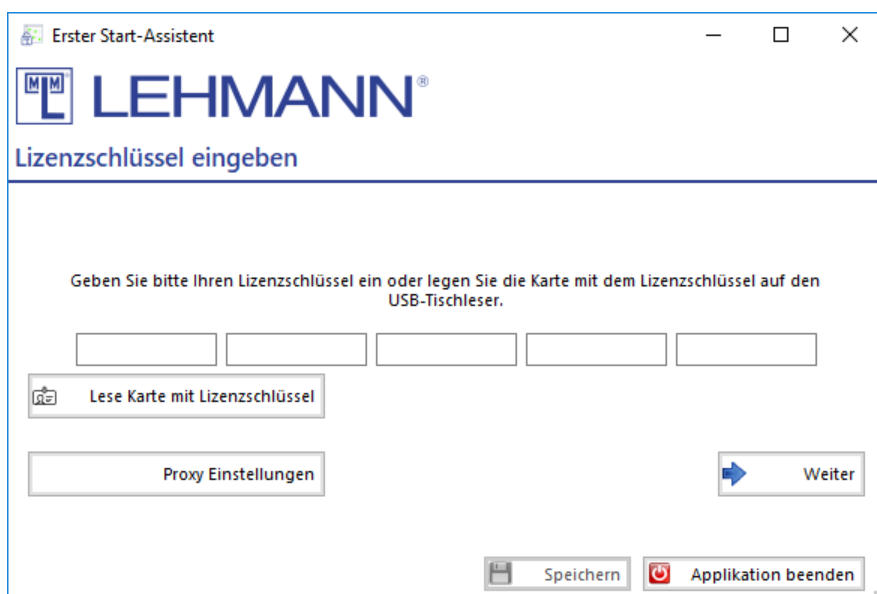 Erster Start-Assistent
MLM LEHMANN®
Lizenzschlüssel eingeben
Geben Sie bitte Ihren Lizenzschlüssel ein oder legen Sie die Karte mit dem Lizenzschlüssel auf den
USB-Tischleser.
Lese Karte mit Lizenzschlüssel
Proxy Einstellungen
Weiter
Speichern
Applikation beenden